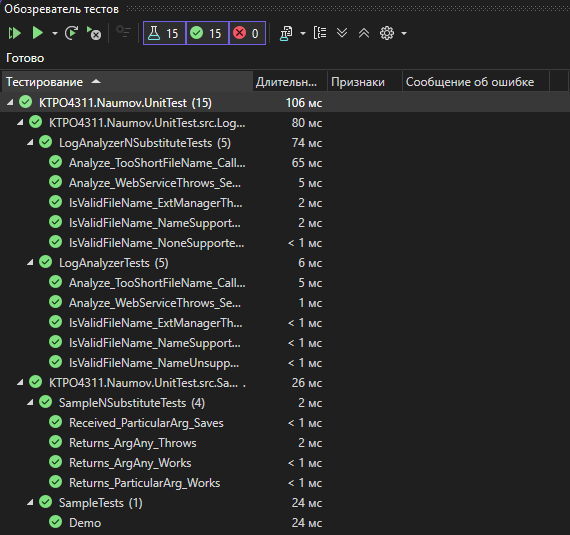 Обозреватель тестов
15 15 0
Готово
Тестирование Длительн... Признаки Сообщение об ошибке
KTPO4311.Naumov.UnitTest (15) 106 мс
KTPO4311.Naumov.UnitTest.src.Log... 80 мс
LogAnalyzerNSubstituteTests (5) 74 мс
Analyze_TooShortFileName_Call... 65 мс
Analyze_WebServiceThrows_Se... 5 мс
IsValidFileName_ExtManagerTh... 2 мс
IsValidFileName_NameSupport... 2 мс
IsValidFileName_NoneSupporte... < 1 мс
LogAnalyzerTests (5) 6 мс
Analyze_TooShortFileName_Call... 5 мс
Analyze_WebServiceThrows_Se... 1 мс
IsValidFileName_ExtManagerTh... < 1 мс
IsValidFileName_NameSupport... < 1 мс
IsValidFileName_NameUnsupp... < 1 мс
KTPO4311.Naumov.UnitTest.src.Sa... . 26 мс
SampleNSubstituteTests (4) 2 мс
Received_ParticularArg_Saves < 1 мс
Returns_ArgAny_Throws 2 мс
Returns_ArgAny_Works < 1 мс
Returns_ParticularArg_Works < 1 мс
SampleTests (1) 24 мс
Demo 24 мс